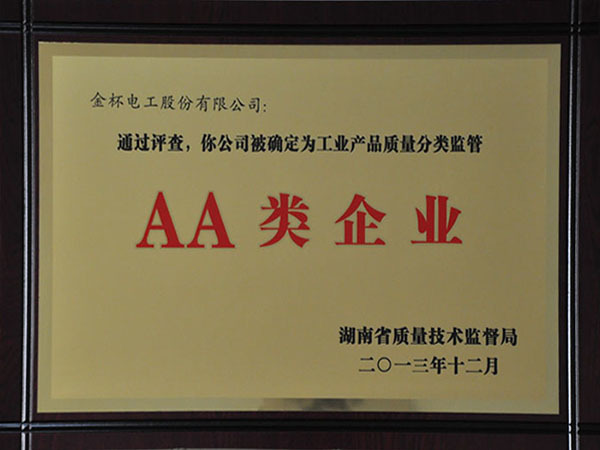 金杯电工股份有限公司：
通过评查，你公司被确定为工业产品质量分类监管
AA类企业
湖南省质量技术监督局
二〇一三年十二月